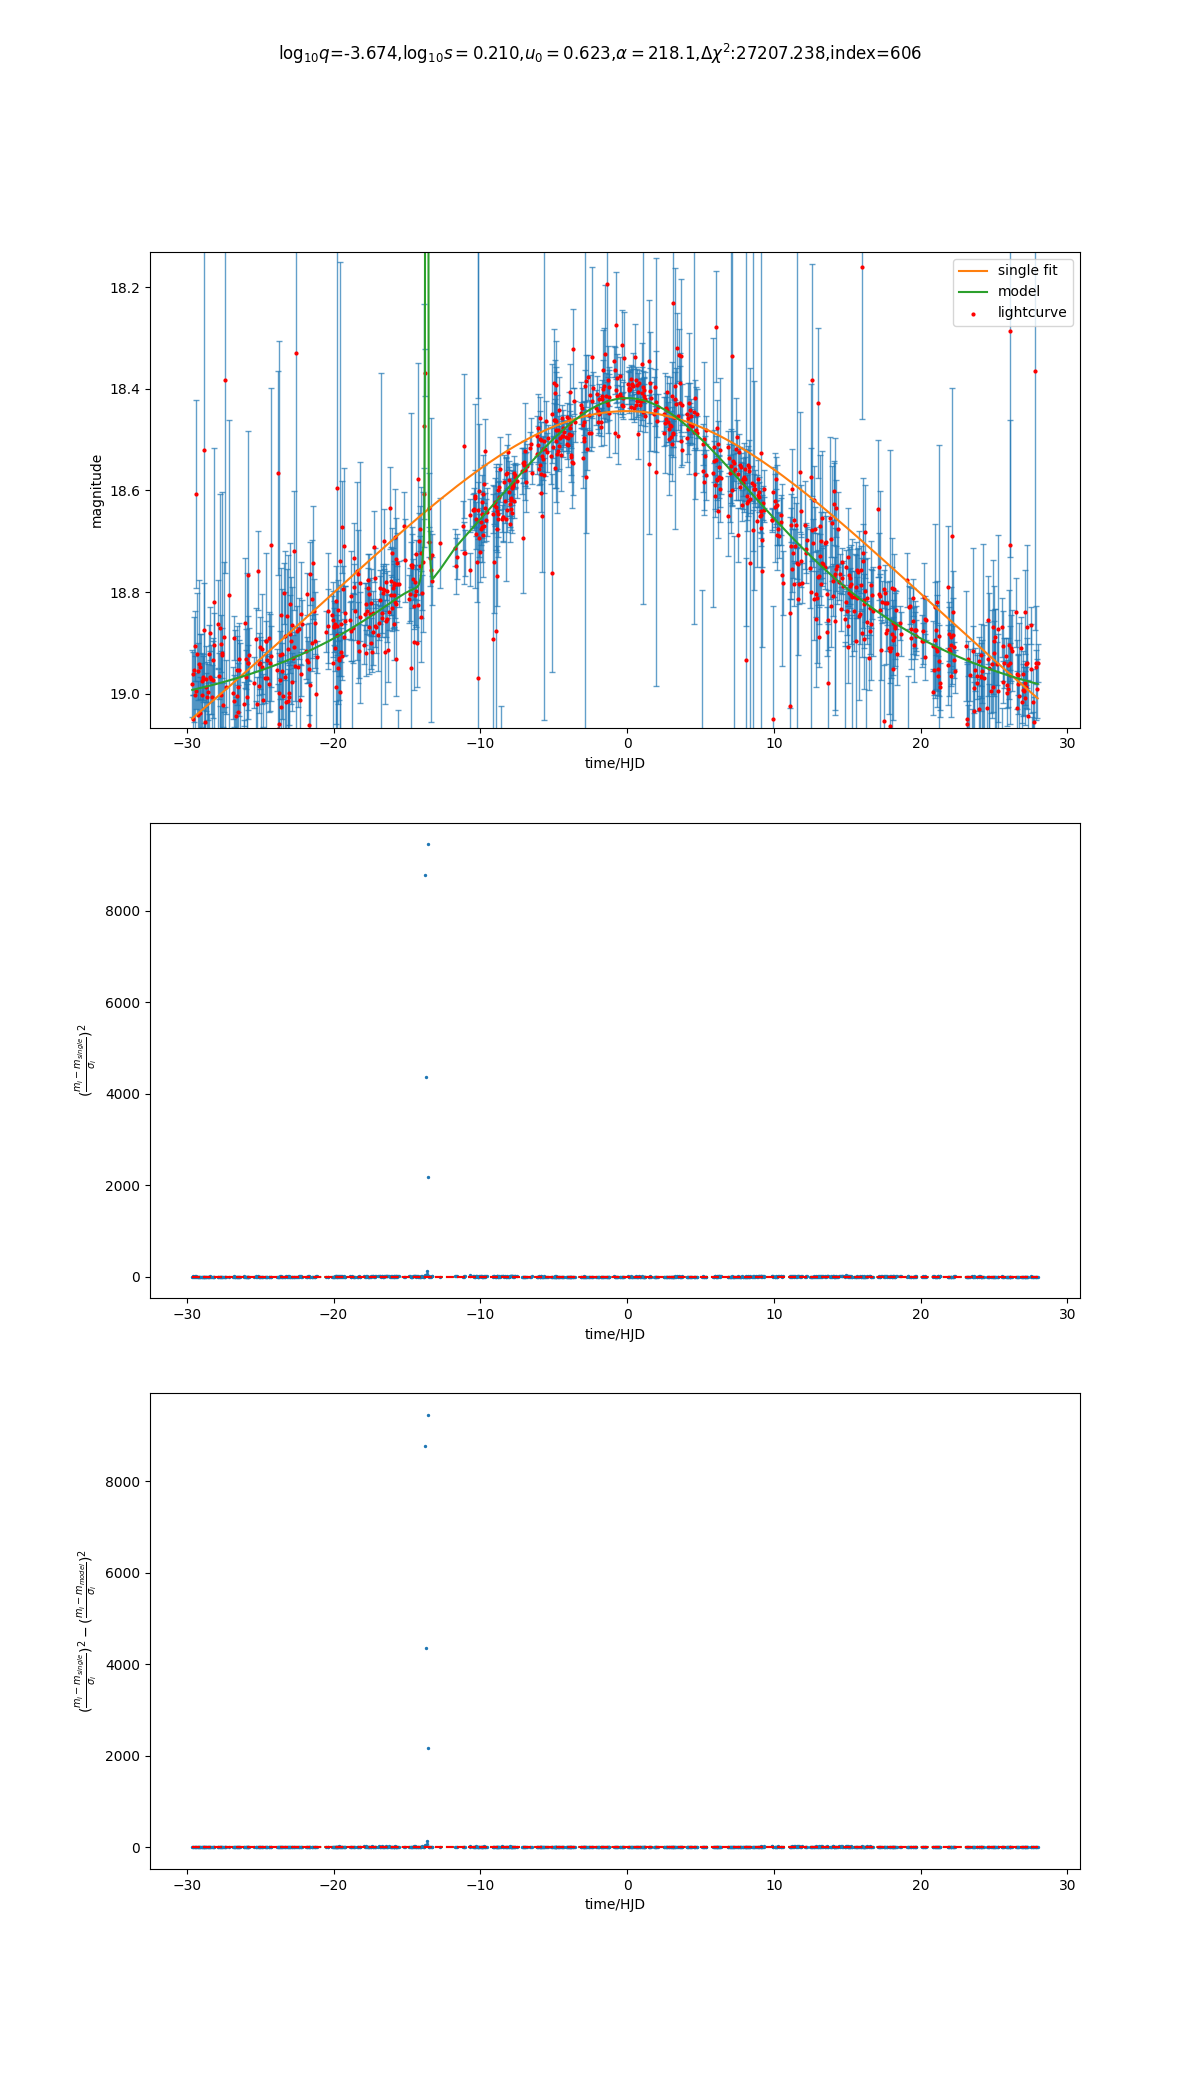 log₁₀q=-3.674,log₁₀s = 0.210,u₀ = 0.623,α = 218.1,Δχ²:27207.238,index=606
single fit
model
lightcurve
magnitude
18.2
18.4
18.6
18.8
19.0
−30 −20 −10 0 10 20 30
time/HJD
((mᵢ − m_single)/σᵢ)²
8000
6000
4000
2000
0
−30 −20 −10 0 10 20 30
time/HJD
((mᵢ − m_single)/σᵢ)² − ((mᵢ − m_model)/σᵢ)²
8000
6000
4000
2000
0
−30 −20 −10 0 10 20 30
time/HJD